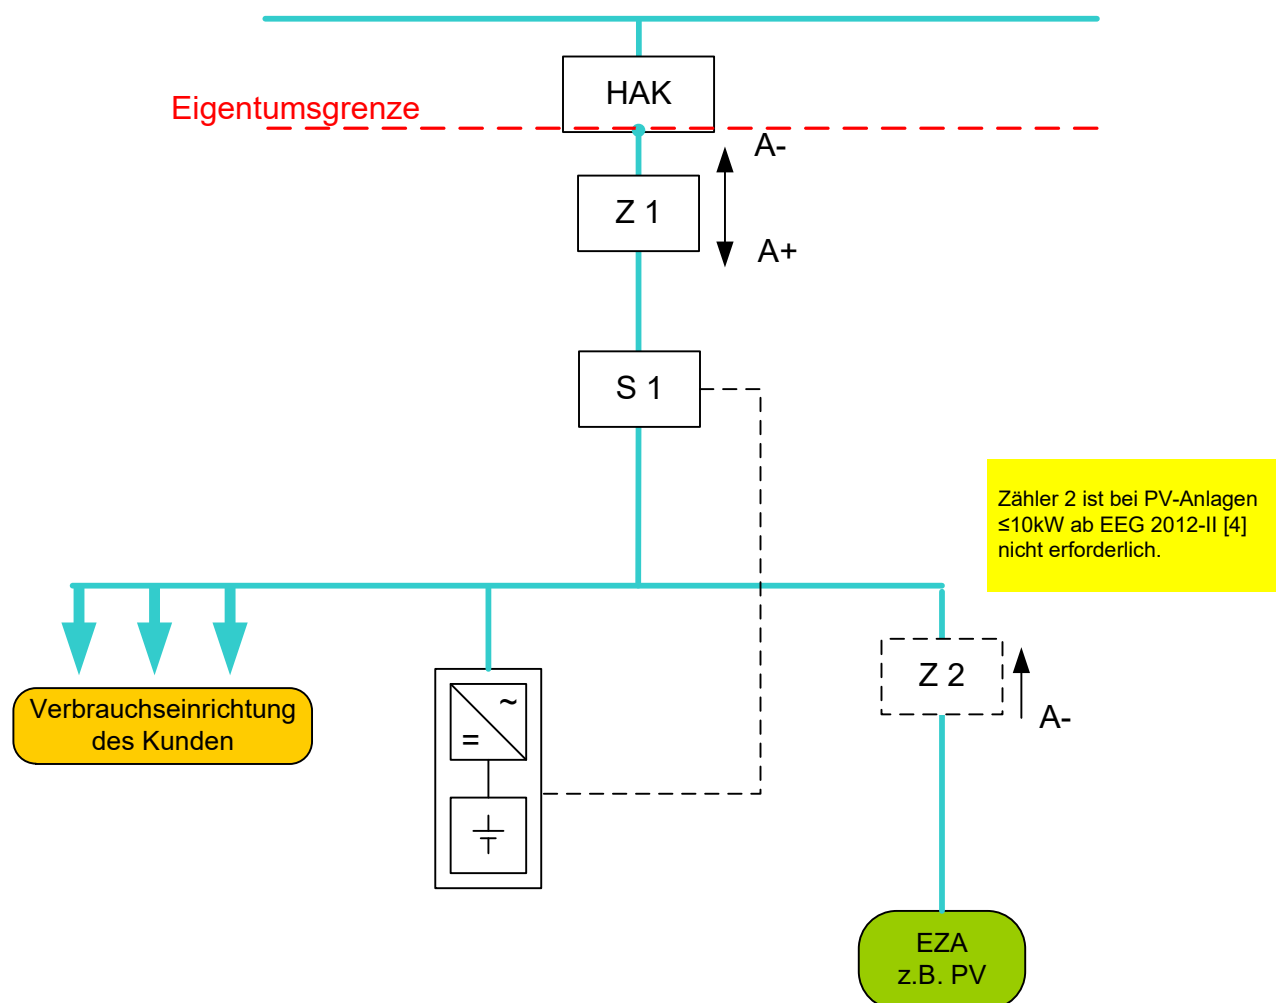 HAK
Eigentumsgrenze
A-
Z 1
A+
S 1
Zähler 2 ist bei PV-Anlagen
≤10kW ab EEG 2012-II [4]
nicht erforderlich.
Z 2
A-
Verbrauchseinrichtung
des Kunden
~
=
EZA
z.B. PV